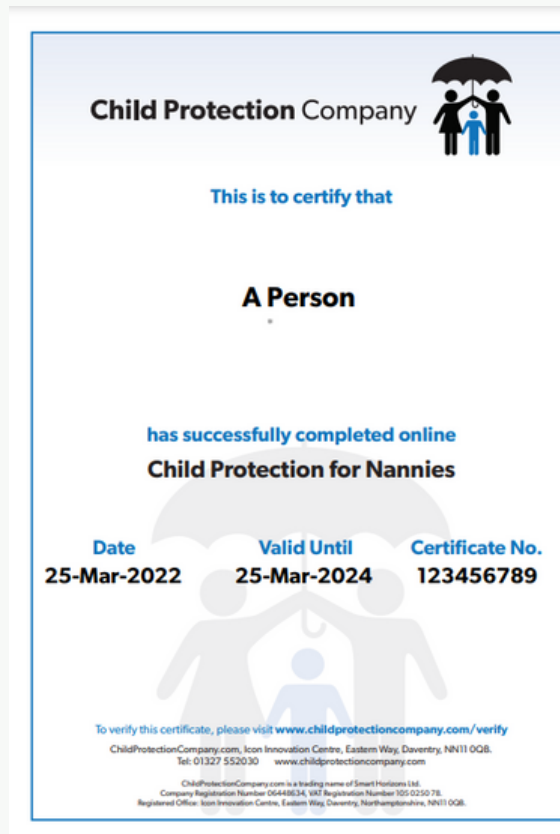 Child Protection Company
This is to certify that
A Person
has successfully completed online
Child Protection for Nannies
Date Valid Until Certificate No.
25-Mar-2022 25-Mar-2024 123456789
To verify this certificate, please visit www.childprotectioncompany.com/verify
ChildProtectionCompany.com, Icon Innovation Centre, Eastern Way, Daventry, NN11 0QB.
Tel: 01327 552030 www.childprotectioncompany.com
ChildProtectionCompany.com is a trading name of Smart Horizons Ltd.
Company Registration Number 06448634, VAT Registration Number 105 0250 78.
Registered Office: Icon Innovation Centre, Eastern Way, Daventry, Northamptonshire, NN11 0QB.